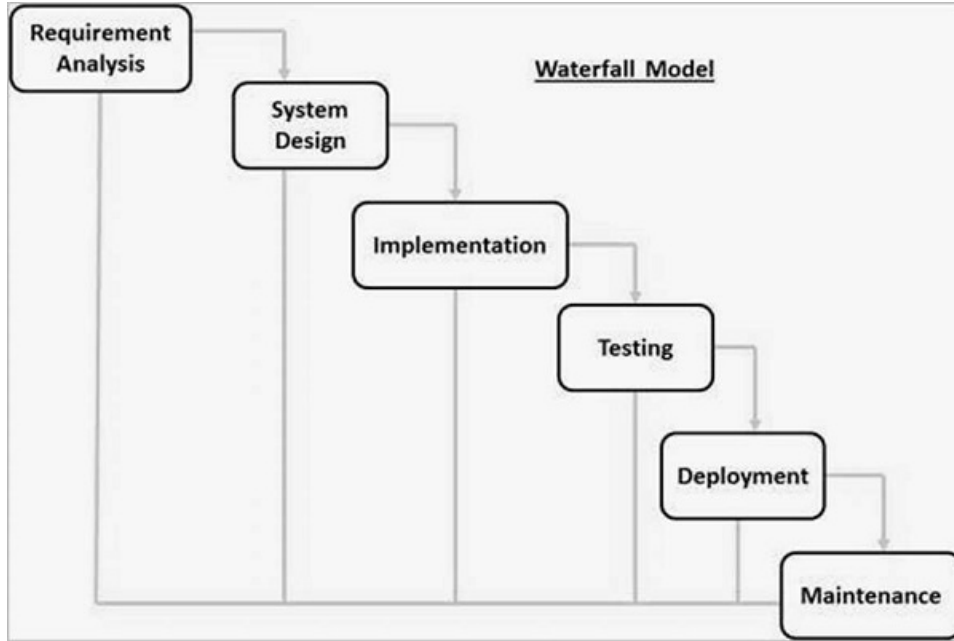 Requirement
Analysis
Waterfall Model
System
Design
Implementation
Testing
Deployment
Maintenance